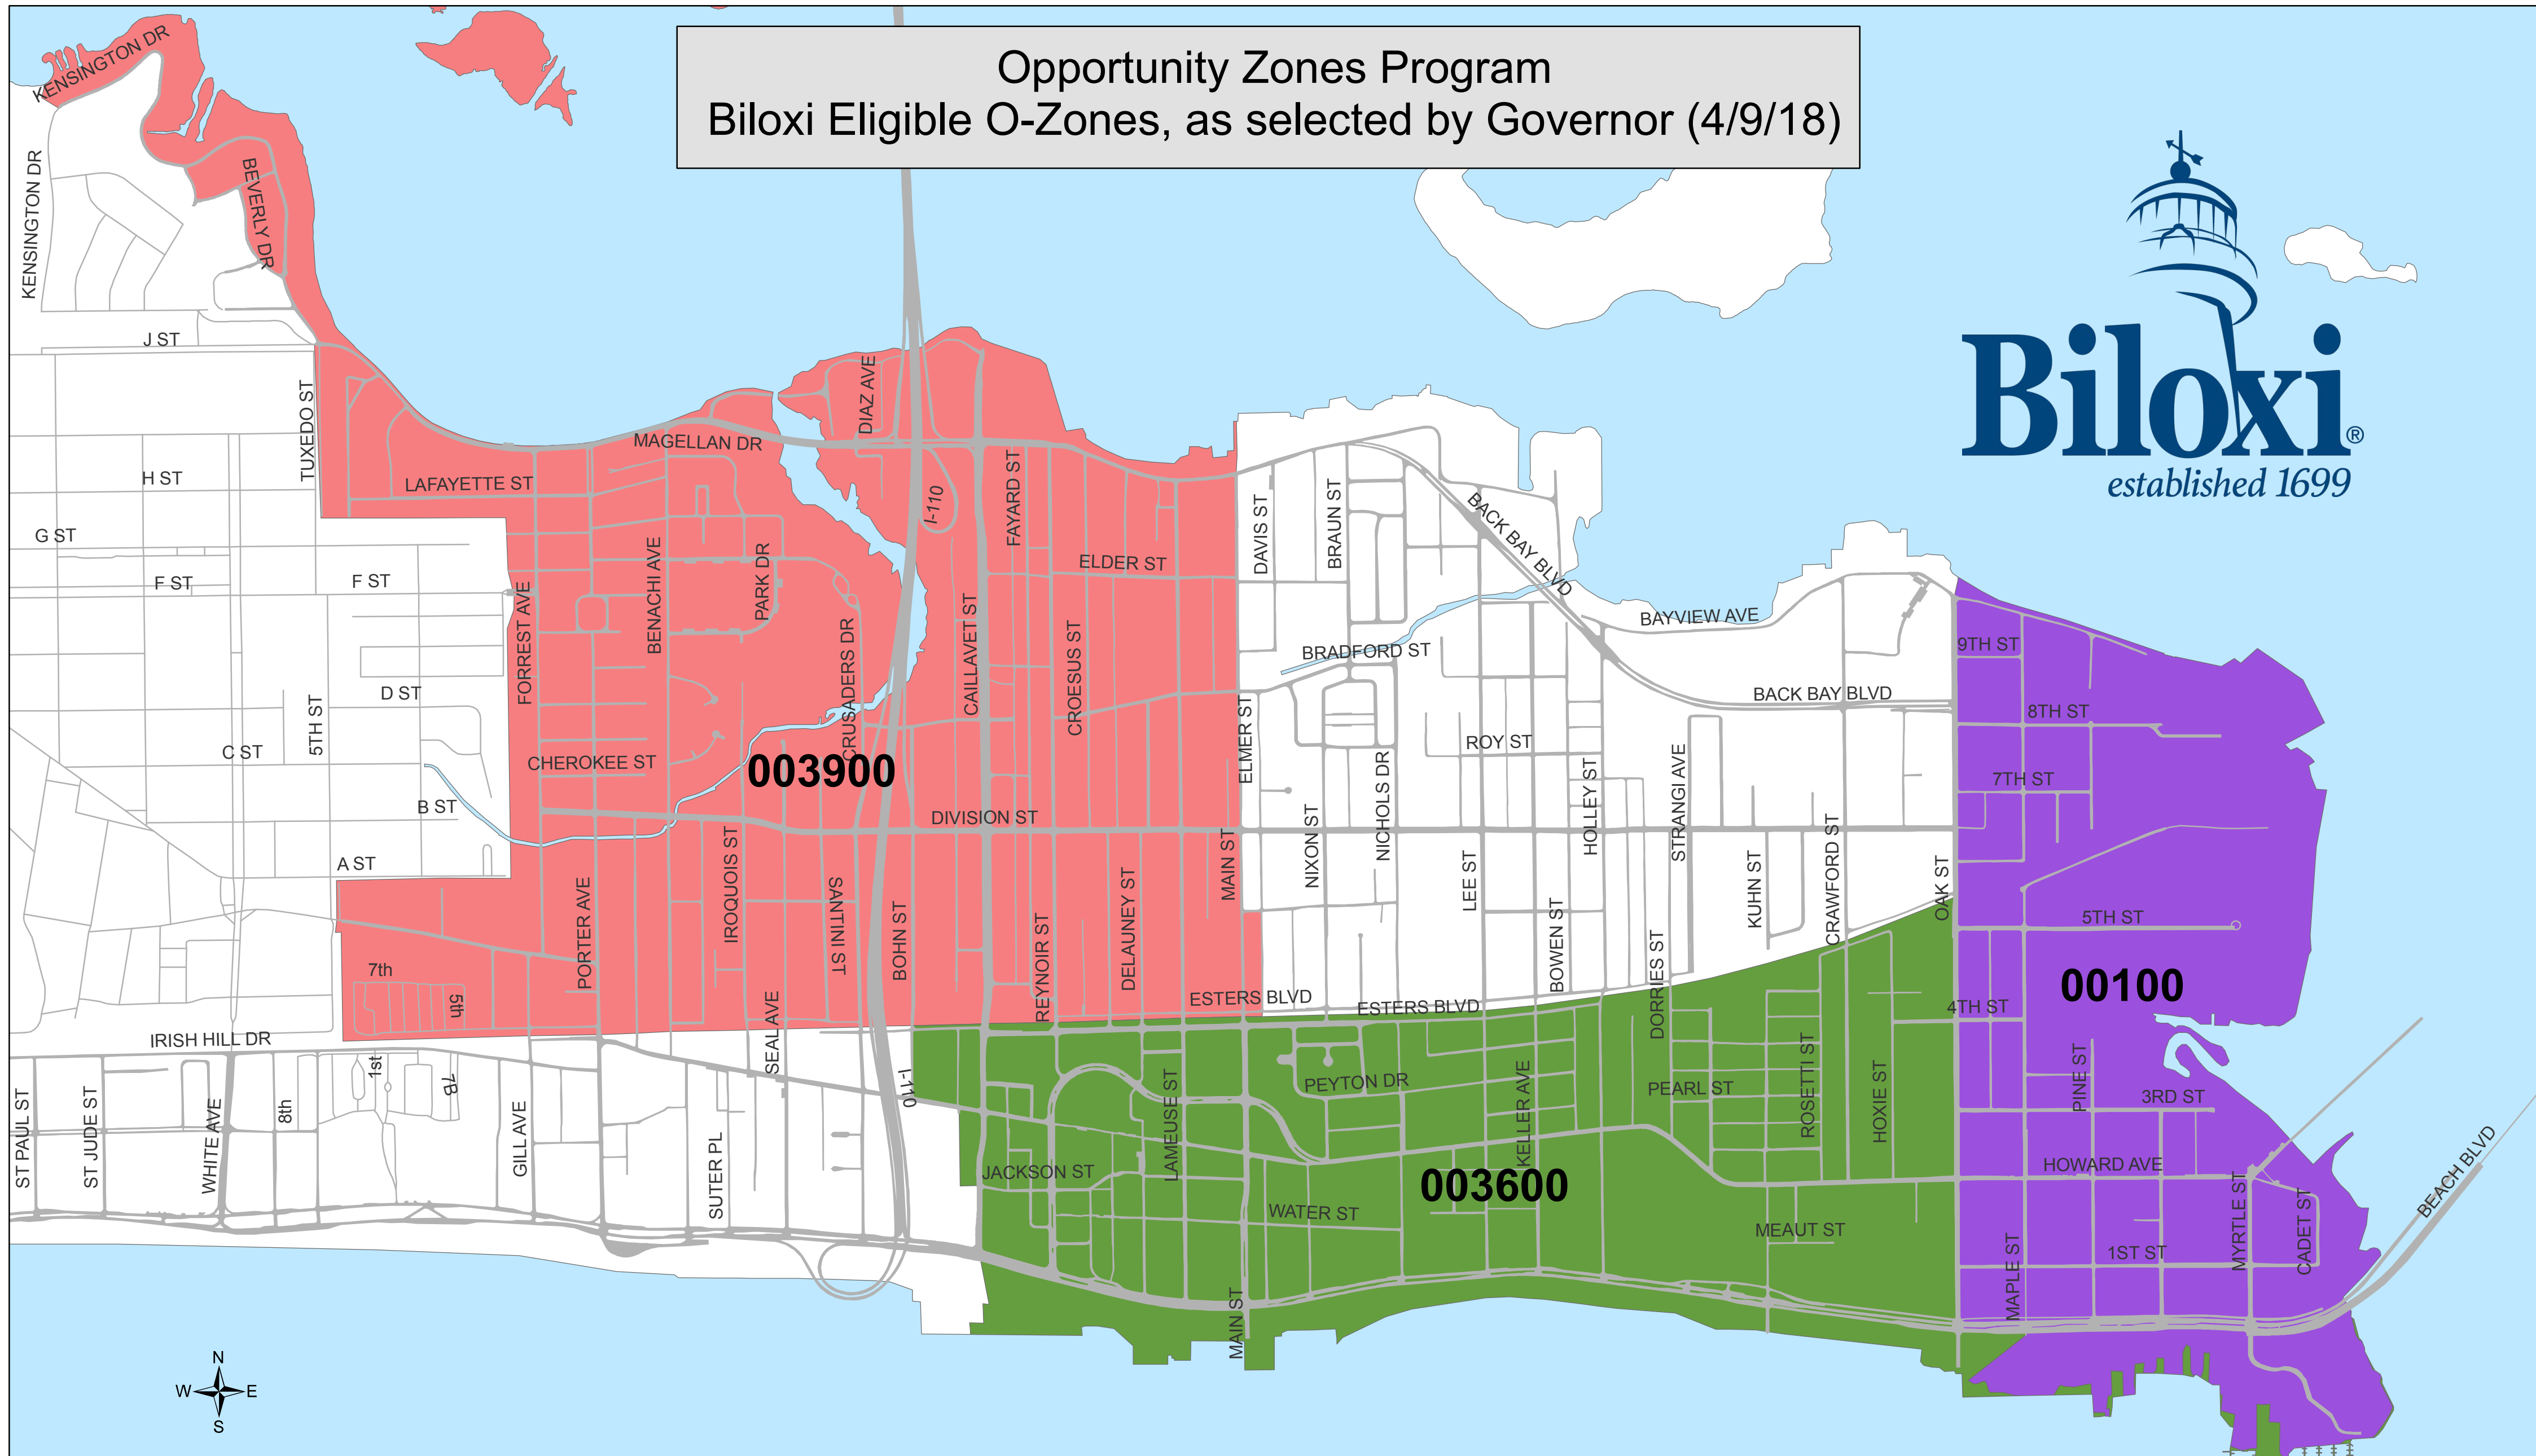 Opportunity Zones Program
Biloxi Eligible O-Zones, as selected by Governor (4/9/18)
Biloxi®
established 1699
KENSINGTON DR
KENSINGTON DR
BEVERLY DR
J ST
TUXEDO ST
H ST
G ST
F ST
F ST
D ST
5TH ST
C ST
B ST
A ST
MAGELLAN DR
LAFAYETTE ST
DIAZ AVE
I-110
FAYARD ST
FORREST AVE
BENACHI AVE
PARK DR
CRUSADERS DR
CAILLAVET ST
CROESUS ST
ELDER ST
CHEROKEE ST
003900
DIVISION ST
PORTER AVE
IROQUOIS ST
SANTINI ST
BOHN ST
REYNOIR ST
DELAUNEY ST
MAIN ST
7th
5th
SEAL AVE
ESTERS BLVD
ESTERS BLVD
DAVIS ST
BRAUN ST
BACK BAY BLVD
BAYVIEW AVE
BRADFORD ST
BACK BAY BLVD
ELMER ST
ROY ST
NICHOLS DR
NIXON ST
HOLLEY ST
STRANGI AVE
LEE ST
BOWEN ST
KUHN ST
CRAWFORD ST
OAK ST
DORRIES ST
9TH ST
8TH ST
7TH ST
5TH ST
00100
4TH ST
PINE ST
3RD ST
HOWARD AVE
MYRTLE ST
CADET ST
1ST ST
MAPLE ST
BEACH BLVD
IRISH HILL DR
ST PAUL ST
ST JUDE ST
WHITE AVE
8th
1st
7B
GILL AVE
SUTER PL
I-110
JACKSON ST
LAMEUSE ST
PEYTON DR
KELLER AVE
PEARL ST
ROSETTI ST
HOXIE ST
003600
WATER ST
MEAUT ST
MAIN ST
N
W E
S